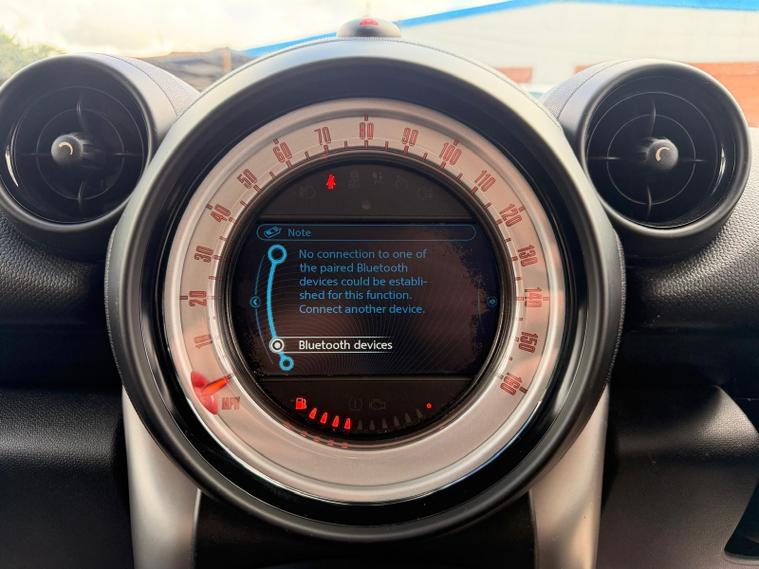 10
20
30
40
50
60
70
80
90
100
110
120
130
140
150
160
MPH
Note
No connection to one of
the paired Bluetooth
devices could be establi-
shed for this function.
Connect another device.
Bluetooth devices